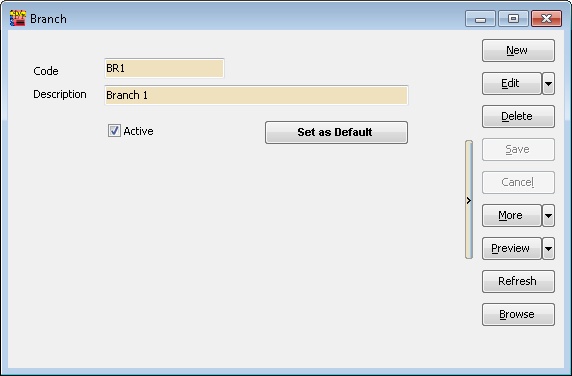 Branch
Code
BR1
Description
Branch 1
Active
Set as Default
New
Edit
Delete
Save
Cancel
More
Preview
Refresh
Browse